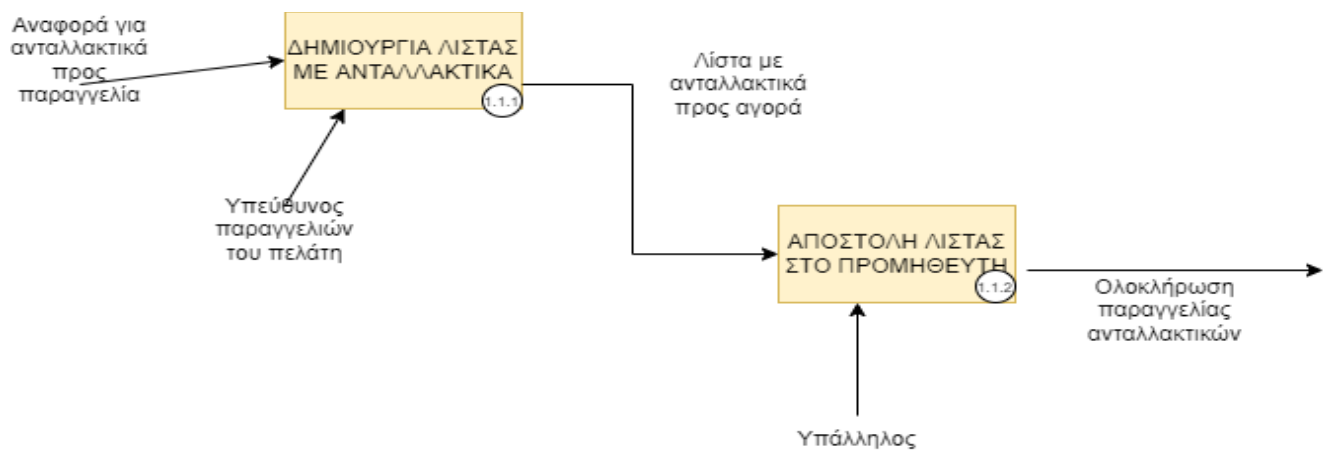 Αναφορά για
ανταλλακτικά
προς
παραγγελία
ΔΗΜΙΟΥΡΓΙΑ ΛΙΣΤΑΣ
ΜΕ ΑΝΤΑΛΛΑΚΤΙΚΑ
1.1.1
Λίστα με
ανταλλακτικά
προς αγορά
Υπεύθυνος
παραγγελιών
του πελάτη
ΑΠΟΣΤΟΛΗ ΛΙΣΤΑΣ
ΣΤΟ ΠΡΟΜΗΘΕΥΤΗ
1.1.2
Ολοκλήρωση
παραγγελίας
ανταλλακτικών
Υπάλληλος